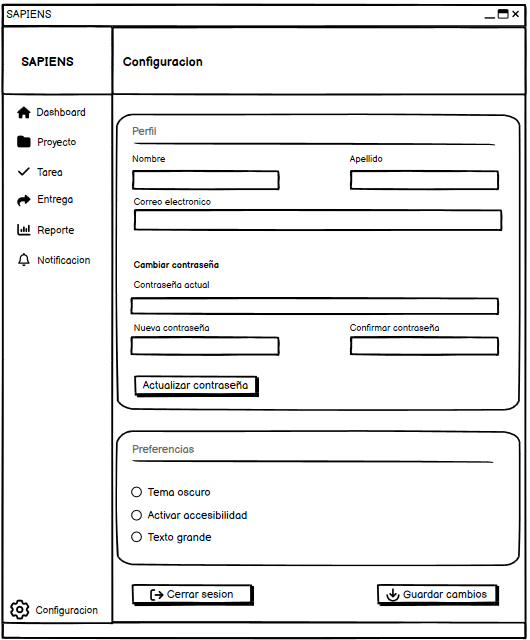 SAPIENS
SAPIENS
Configuracion
Dashboard
Proyecto
Tarea
Entrega
Reporte
Notificacion
Configuracion
Perfil
Nombre Apellido
Correo electronico
Cambiar contraseña
Contraseña actual
Nueva contraseña Confirmar contraseña
Actualizar contraseña
Preferencias
Tema oscuro
Activar accesibilidad
Texto grande
Cerrar sesion Guardar cambios